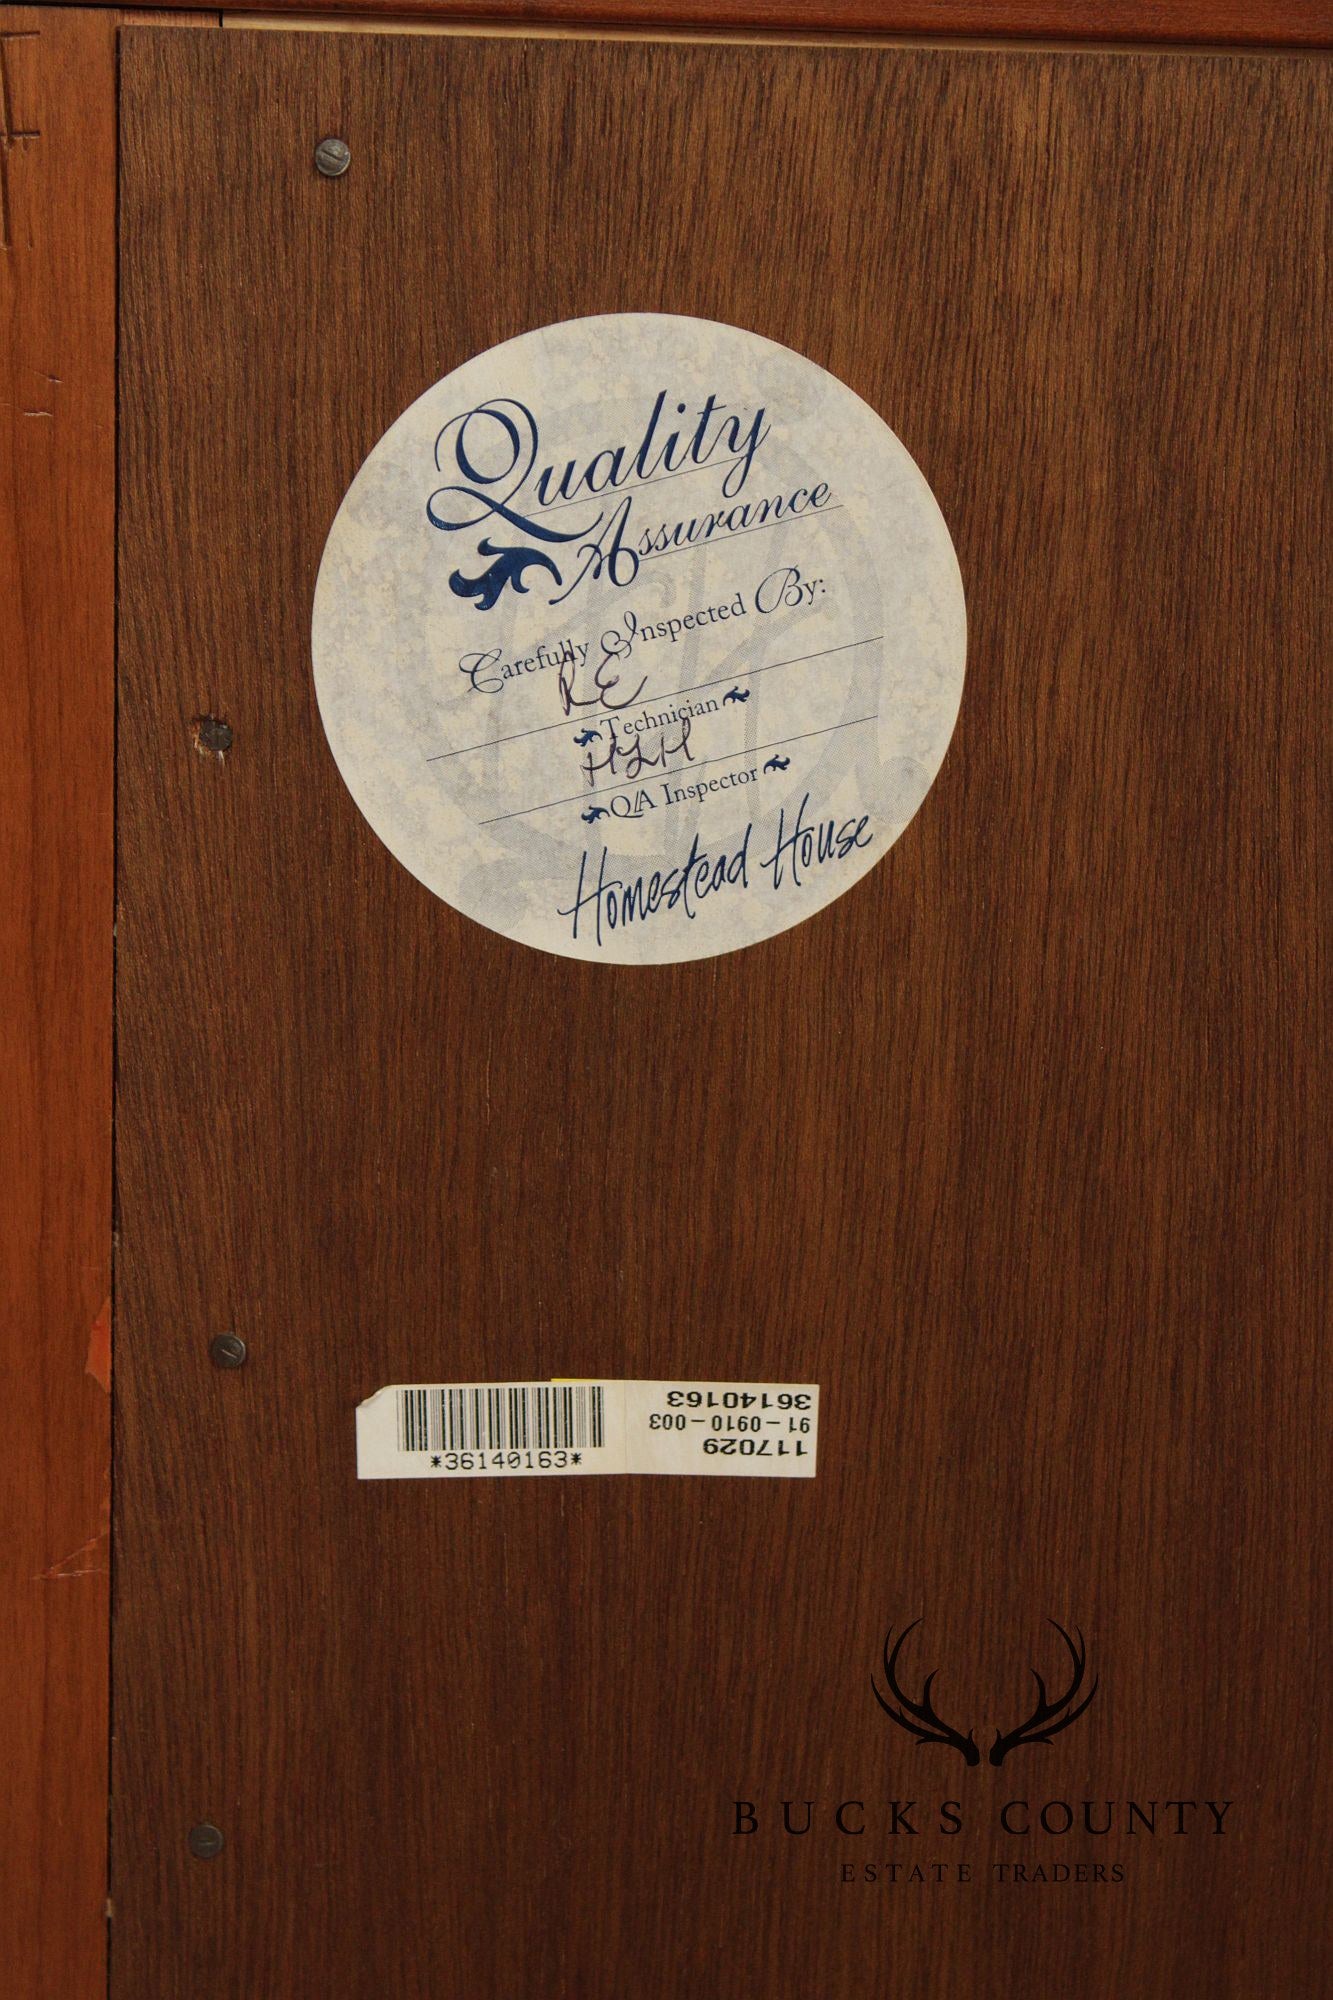 Quality
Assurance
Carefully Inspected By:
RE
Technician
HLH
Q/A Inspector
Homestead House
*36140163*
117029
91-0910-003
36140163
BUCKS COUNTY
ESTATE TRADERS